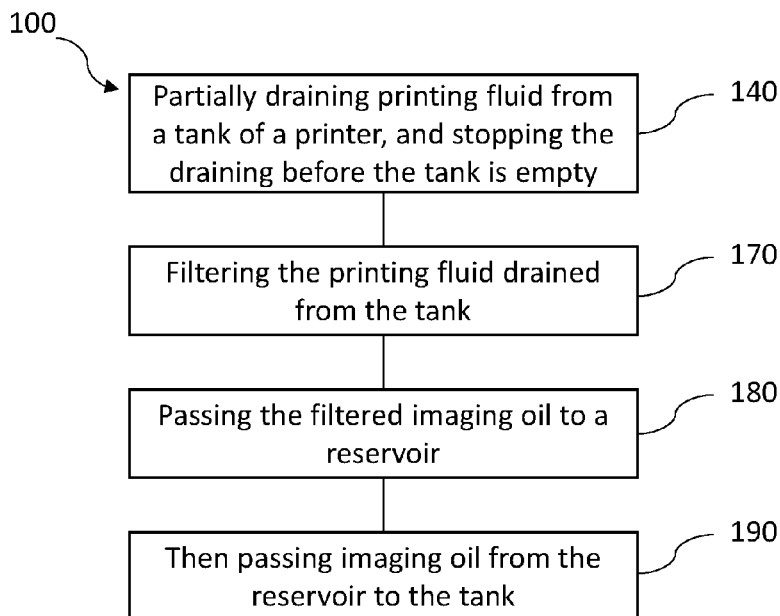 100
Partially draining printing fluid from
a tank of a printer, and stopping the
draining before the tank is empty
140
Filtering the printing fluid drained
from the tank
170
Passing the filtered imaging oil to a
reservoir
180
Then passing imaging oil from the
reservoir to the tank
190